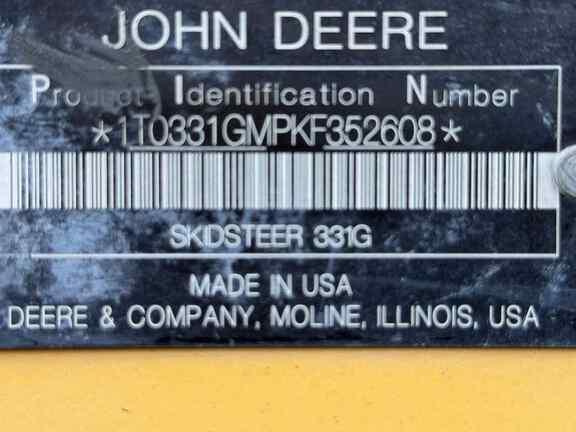 JOHN DEERE
Product Identification Number
*1T0331GMPKF352608*
SKIDSTEER 331G
MADE IN USA
DEERE & COMPANY, MOLINE, ILLINOIS, USA